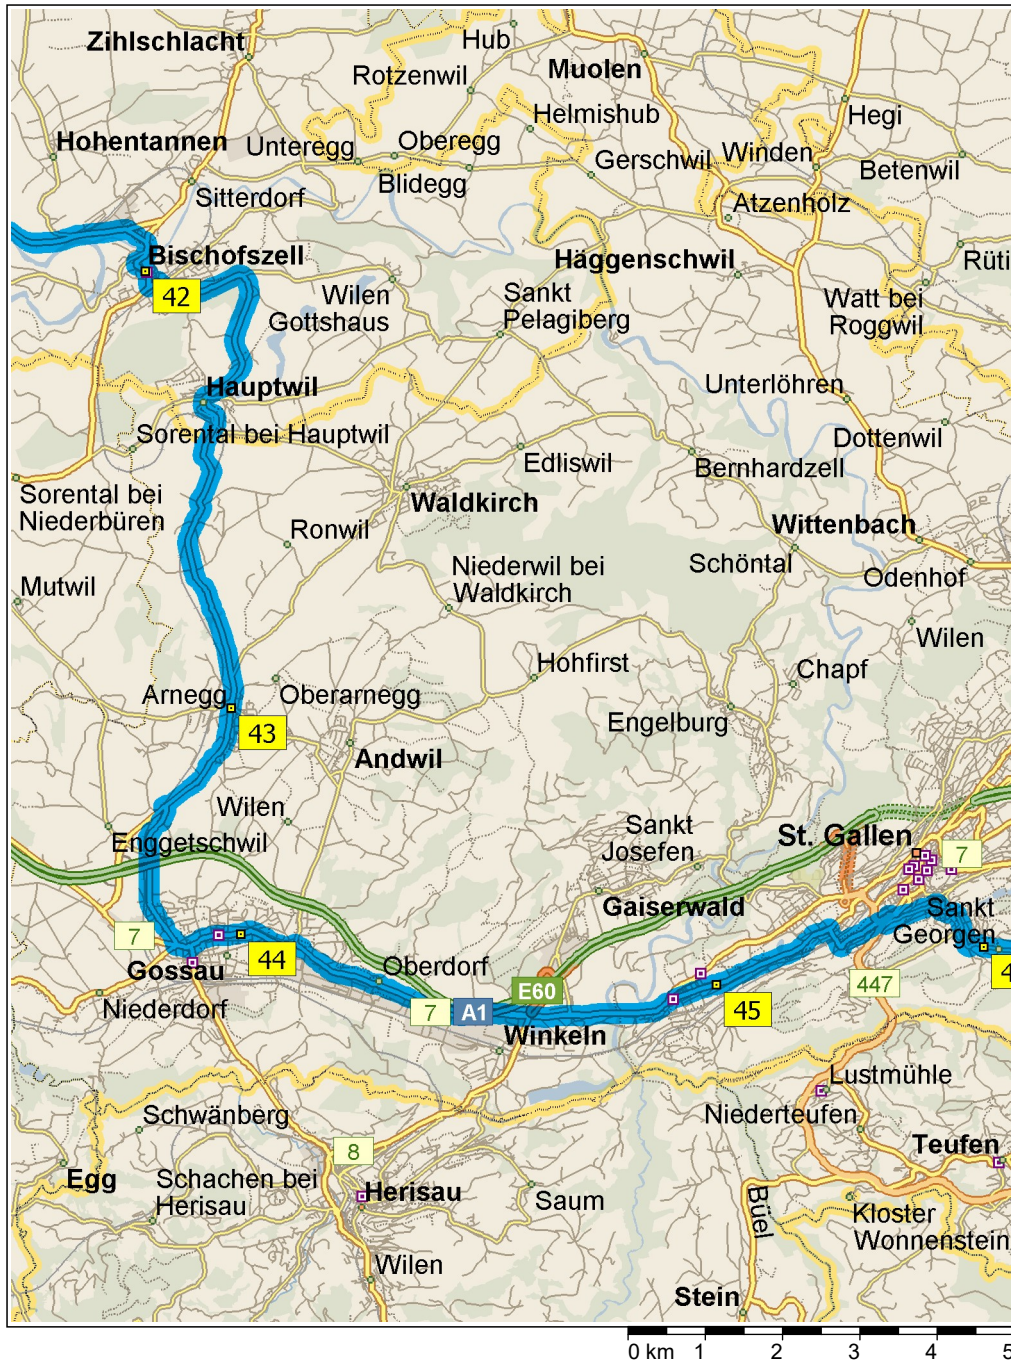 Zihlschlacht
Hub
Rotzenwil
Muolen
Helmishub
Hegi
Hohentannen
Unteregg
Oberegg
Gerschwil
Winden
Betenwil
Blidegg
Sitterdorf
Atzenholz
Bischofszell
Häggenschwil
Rüti
42
Wilen
Gottshaus
Sankt
Pelagiberg
Watt bei
Roggwil
Hauptwil
Unterlöhren
Sorental bei Hauptwil
Dottenwil
Edliswil
Bernhardzell
Sorental bei
Niederbüren
Waldkirch
Ronwil
Wittenbach
Schöntal
Niederwil bei
Waldkirch
Odenhof
Mutwil
Wilen
Hohfirst
Chapf
Arnegg
Oberarnegg
Engelburg
43
Andwil
Wilen
Enggetschwil
Sankt
Josefen
St. Gallen
7
Gaiserwald
Sankt
Georgen
7
44
Gossau
Oberdorf
4
Niederdorf
E60
447
7
A1
45
Winkeln
Lustmühle
Schwänberg
Niederteufen
Teufen
8
Egg
Schachen bei
Herisau
Herisau
Saum
Büel
Kloster
Wonnenstein
Wilen
Stein
0 km 1 2 3 4 5